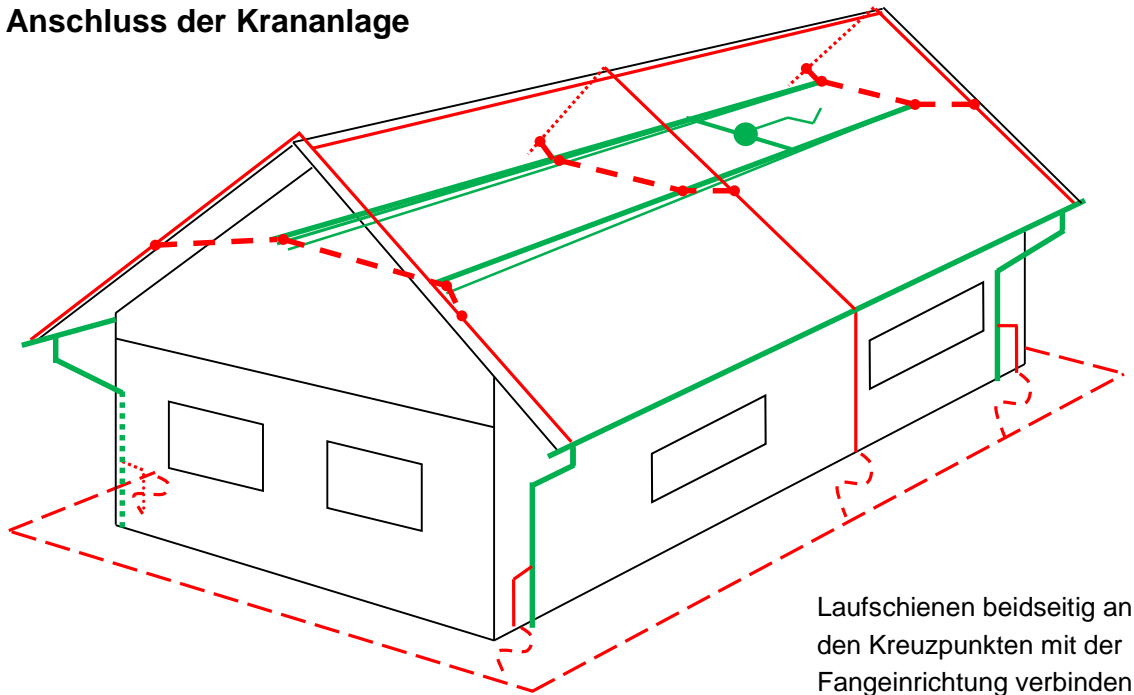 Anschluss der Krananlage
Laufschienen beidseitig an
den Kreuzpunkten mit der
Fangeinrichtung verbinden